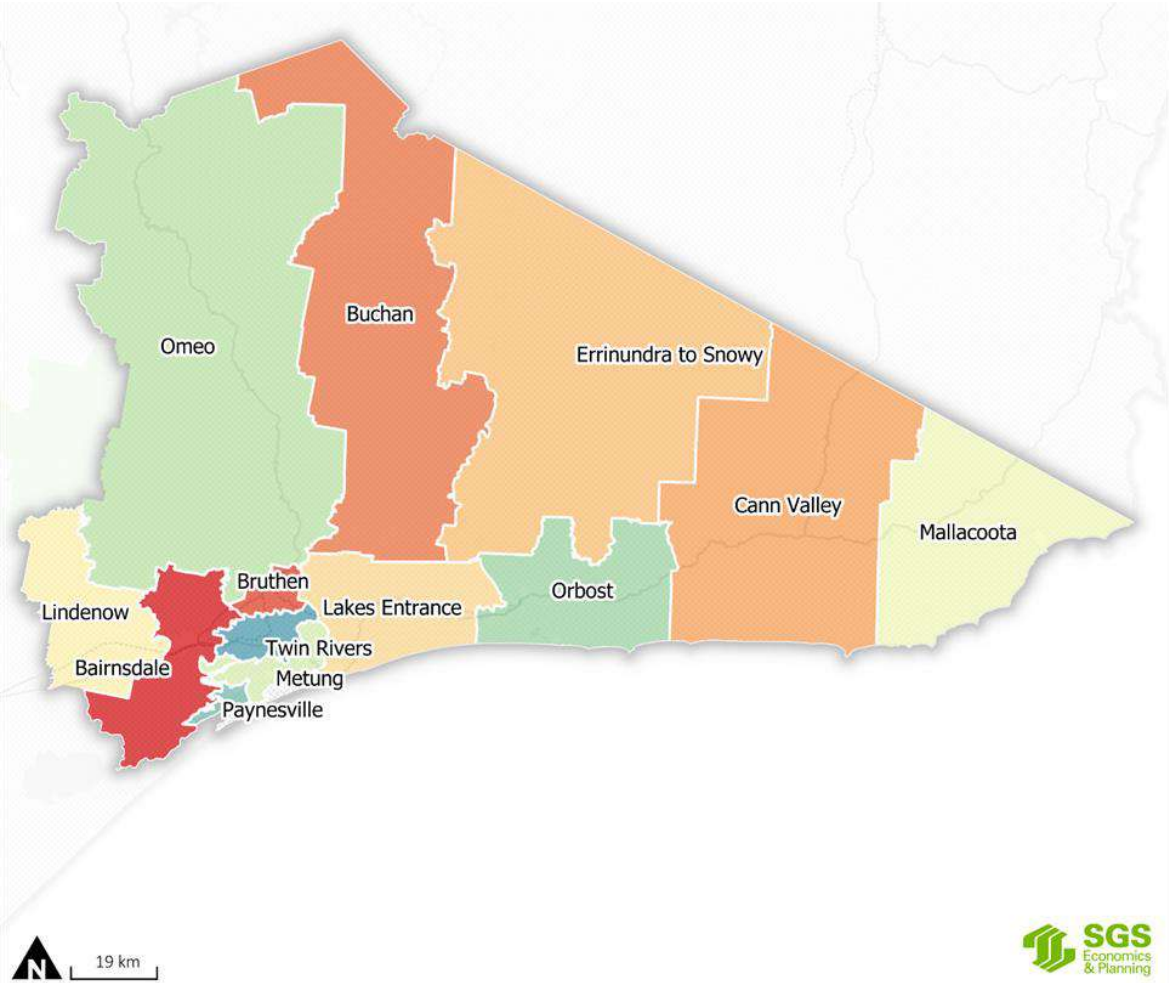 Buchan
Omeo
Errinundra to Snowy
Cann Valley
Mallacoota
Bruthen
Orbost
Lindenow
Lakes Entrance
Twin Rivers
Bairnsdale
Metung
Paynesville
N
19 km
SGS
Economics
& Planning